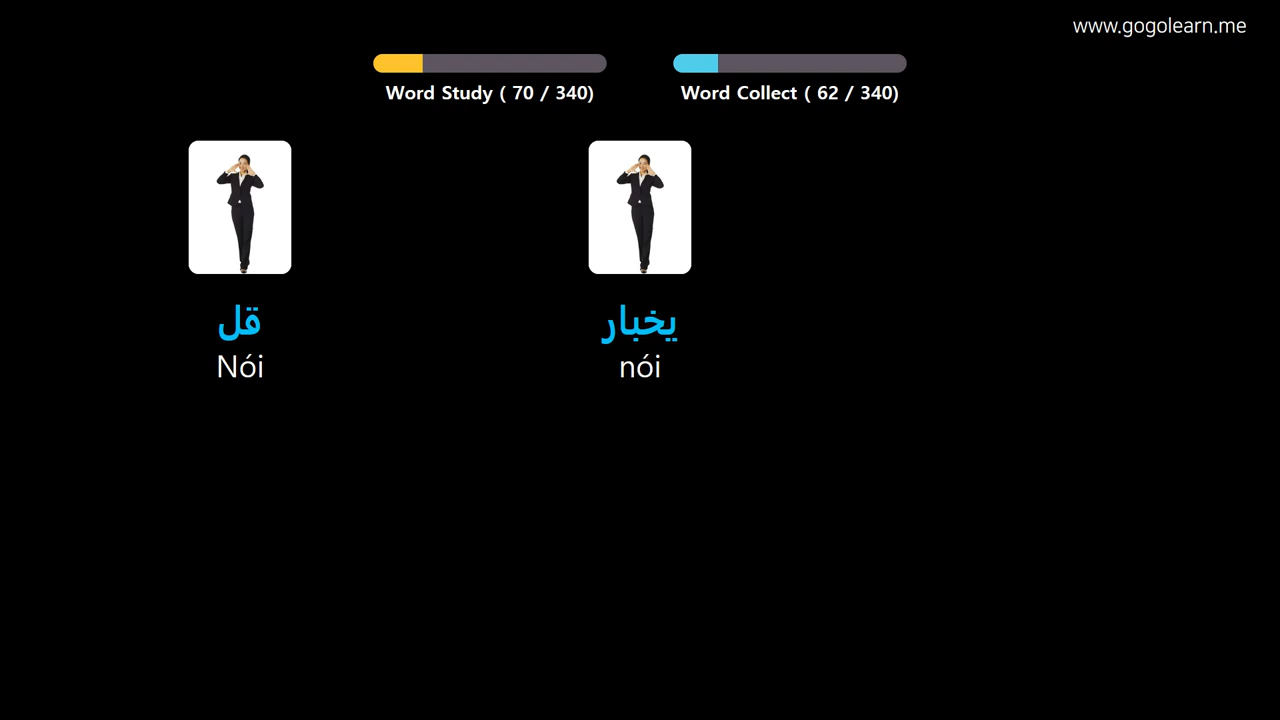 www.gogolearn.me
Word Study ( 70 / 340)
Word Collect ( 62 / 340)
قل
Nói
يخبار
nói